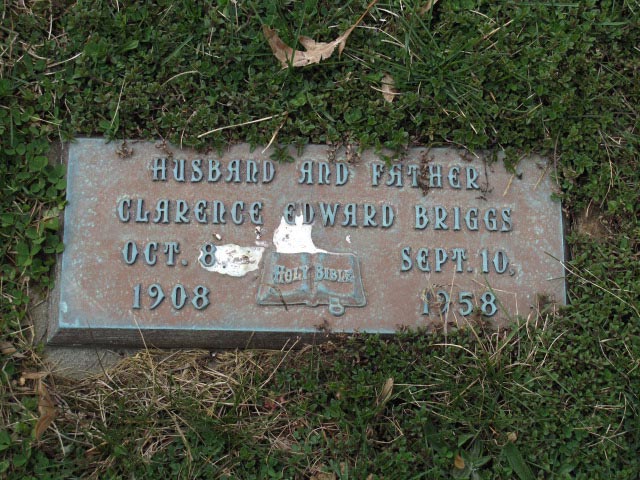 HUSBAND AND FATHER
CLARENCE EDWARD BRIGGS
OCT. 8
SEPT. 10,
HOLY BIBLE
1908
1958